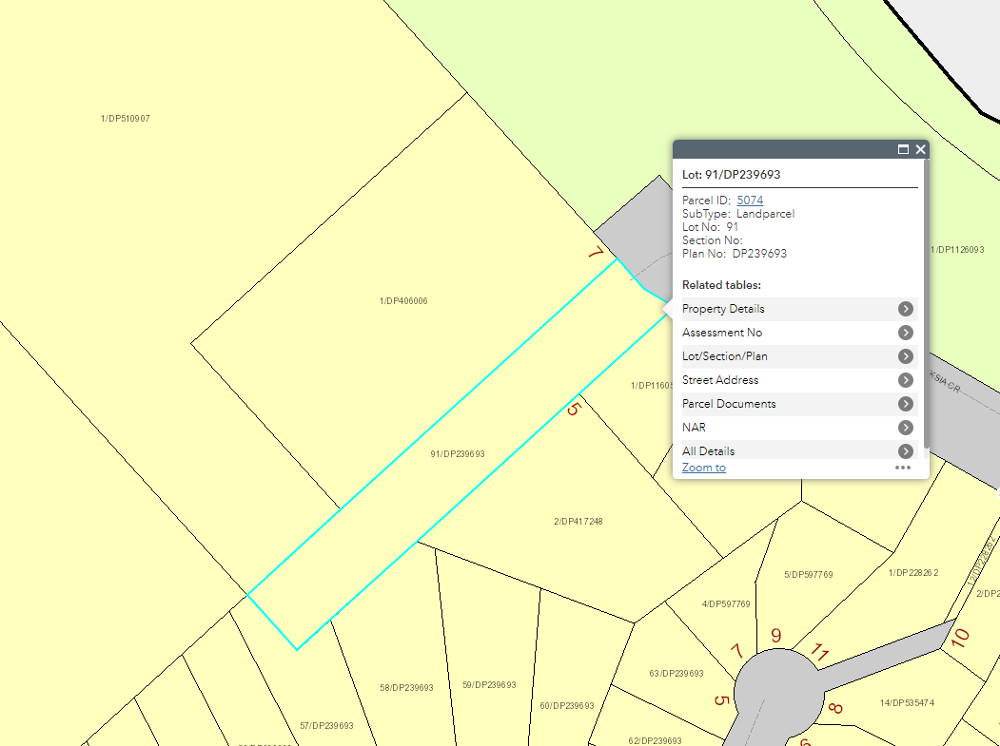 1/DP510907
Lot: 91/DP239693
Parcel ID: 5074
SubType: Landparcel
Lot No: 91
Section No:
Plan No: DP239693
Related tables:
Property Details
Assessment No
Lot/Section/Plan
Street Address
Parcel Documents
NAR
All Details
Zoom to
1/DP1126093
7
1/DP406006
KSIA CR
1/DP1160
5
91/DP239693
2/DP417248
5/DP597769
1/DP228262
4/DP597769
2/DP2
9
7
11
10
63/DP239693
58/DP239693
59/DP239693
5
60/DP239693
8
14/DP535474
57/DP239693
62/DP239693
6